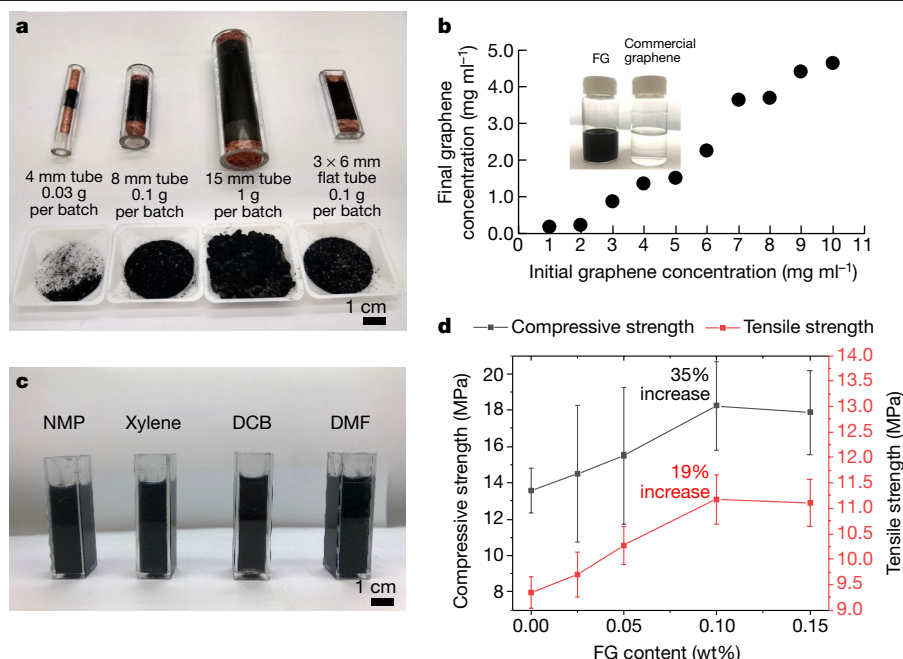 a
4 mm tube
0.03 g
per batch
8 mm tube
0.1 g
per batch
15 mm tube
1 g
per batch
3 × 6 mm
flat tube
0.1 g
per batch
1 cm
b
Final graphene
concentration (mg ml⁻¹)
5.0
4.0
3.0
2.0
1.0
0.0
FG
Commercial
graphene
0 1 2 3 4 5 6 7 8 9 10 11
Initial graphene concentration (mg ml⁻¹)
c
NMP Xylene DCB DMF
1 cm
d
Compressive strength Tensile strength
Compressive strength (MPa)
20
18
16
14
12
10
8
35%
increase
19%
increase
14.0
13.5
13.0
12.5
12.0
11.5
11.0
10.5
10.0
9.5
9.0
Tensile strength (MPa)
0.00 0.05 0.10 0.15
FG content (wt%)